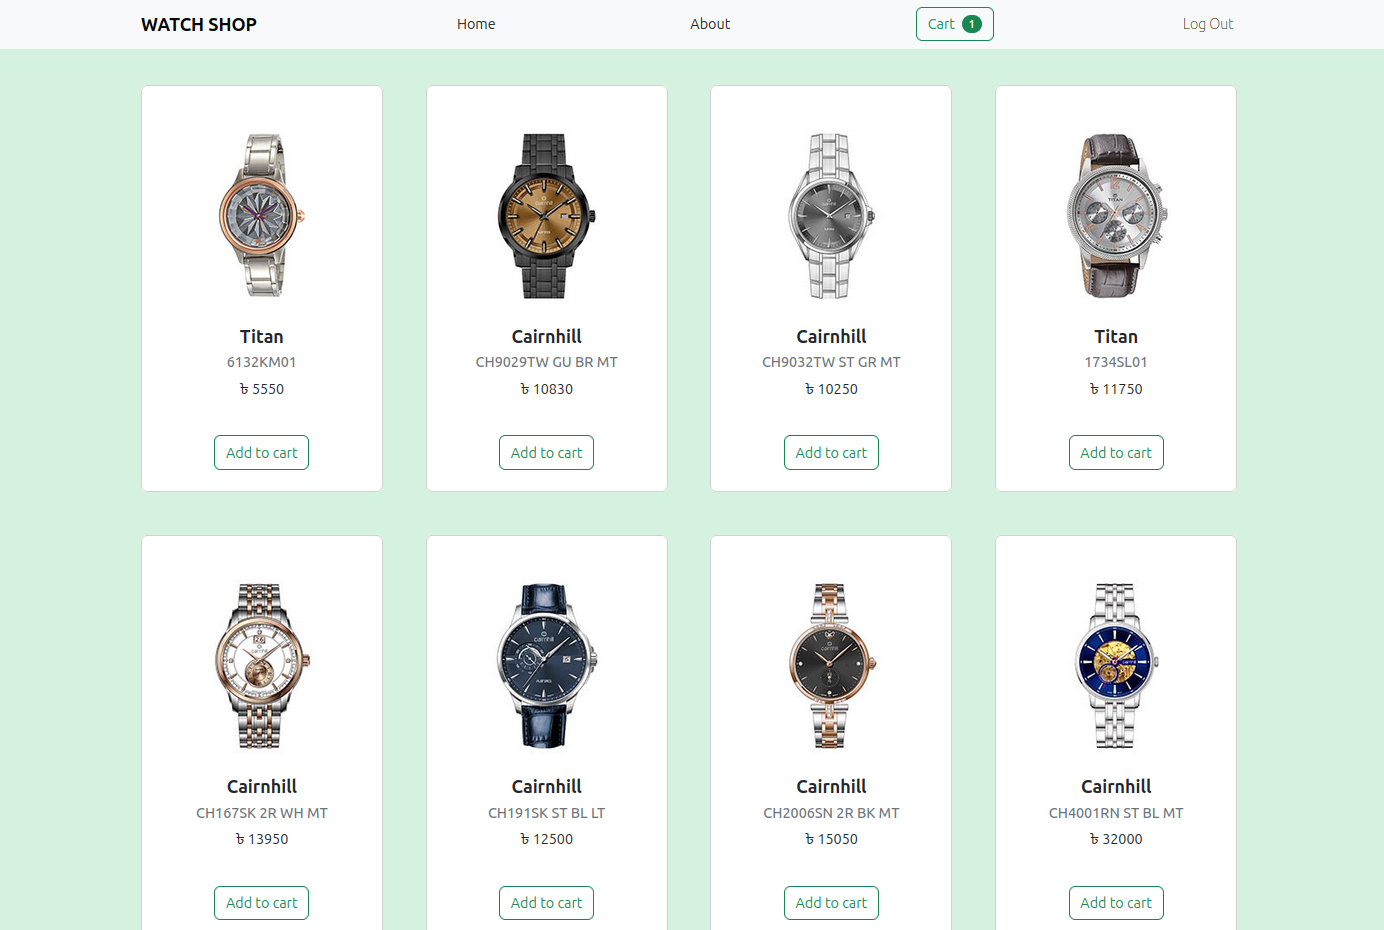 WATCH SHOP Home About Cart 1 Log Out
Titan
6132KM01
৳ 5550
Add to cart
Cairnhill
CH9029TW GU BR MT
৳ 10830
Add to cart
Cairnhill
CH9032TW ST GR MT
৳ 10250
Add to cart
TITAN
Titan
1734SL01
৳ 11750
Add to cart
Cairnhill
CH167SK 2R WH MT
৳ 13950
Add to cart
cairnhill
Cairnhill
CH191SK ST BL LT
৳ 12500
Add to cart
Cairnhill
CH2006SN 2R BK MT
৳ 15050
Add to cart
Cairnhill
CH4001RN ST BL MT
৳ 32000
Add to cart